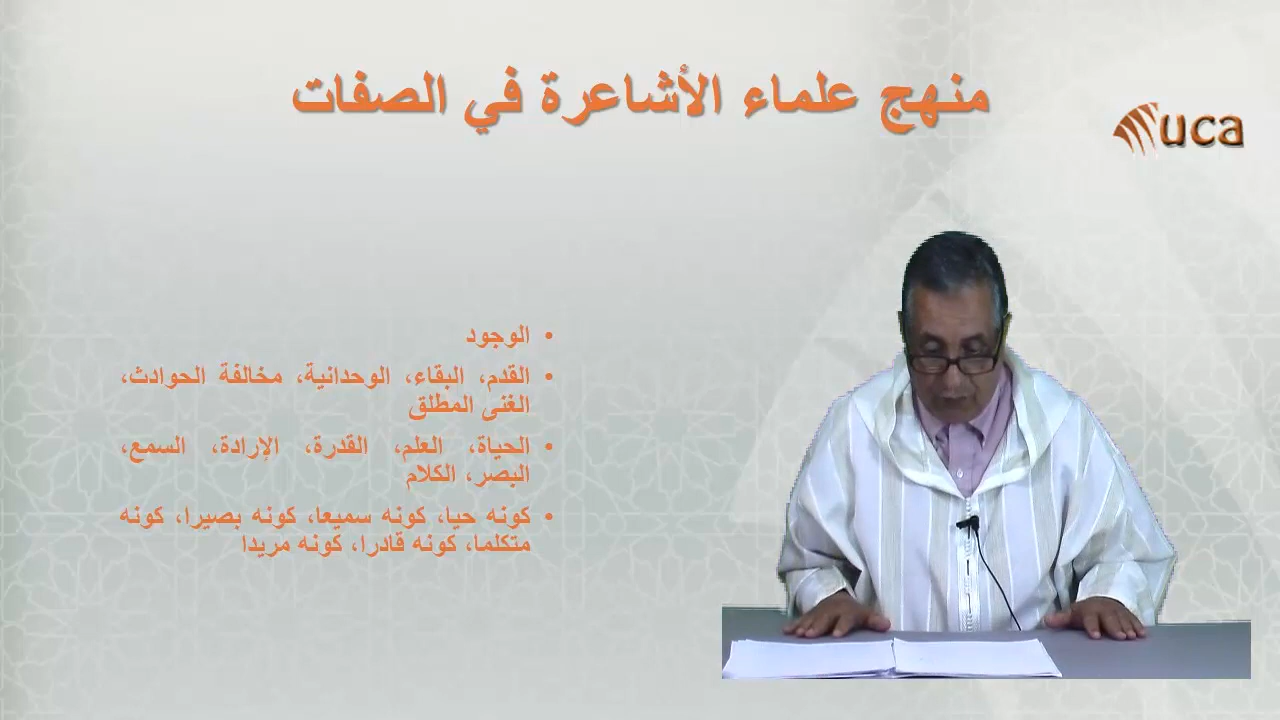 منهج علماء الأشاعرة في الصفات
uca
• الوجود
• القدم، البقاء، الوحدانية، مخالفة الحوادث،
الغنى المطلق
• الحياة، العلم، القدرة، الإرادة، السمع،
البصر، الكلام
• كونه حيا، كونه سميعا، كونه بصيرا، كونه
متكلما، كونه قادرا، كونه مريدا